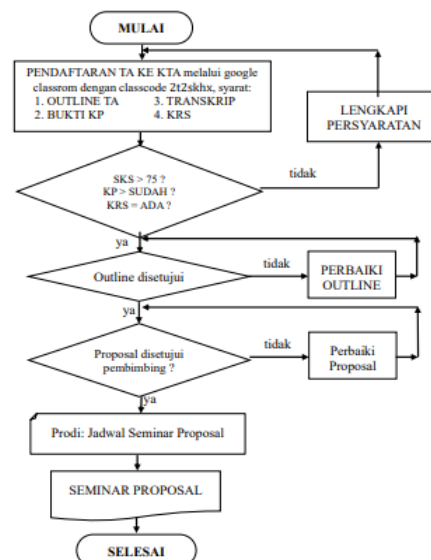 MULAI
PENDAFTARAN TA KE KTA melalui google
classrom dengan classcode 2t2skhx, syarat:
1. OUTLINE TA 3. TRANSKRIP
2. BUKTI KP 4. KRS
LENGKAPI
PERSYARATAN
SKS > 75 ?
KP > SUDAH ?
KRS = ADA ?
tidak
ya
Outline disetujui
tidak
PERBAIKI
OUTLINE
ya
Proposal disetujui
pembimbing ?
tidak
Perbaiki
Proposal
ya
Prodi: Jadwal Seminar Proposal
SEMINAR PROPOSAL
SELESAI